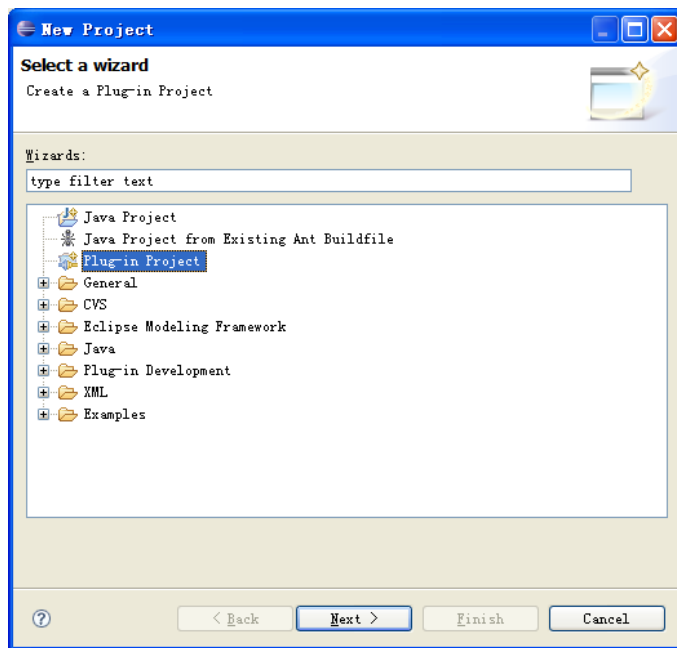 New Project
Select a wizard
Create a Plug-in Project
Wizards:
type filter text
Java Project
Java Project from Existing Ant Buildfile
Plug-in Project
General
CVS
Eclipse Modeling Framework
Java
Plug-in Development
XML
Examples
? < Back Next > Finish Cancel